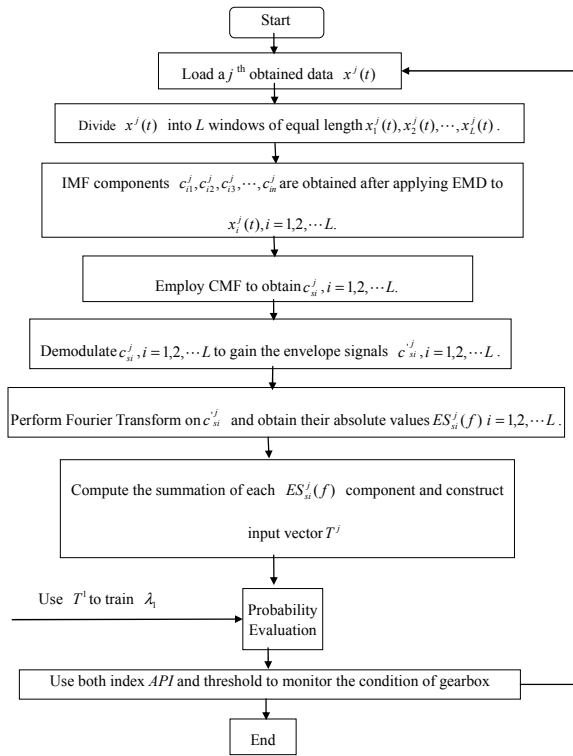 Start
Load a j th obtained data x^j(t)
Divide x^j(t) into L windows of equal length x_1^j(t), x_2^j(t), ⋯, x_L^j(t) .
IMF components c_{i1}^j, c_{i2}^j, c_{i3}^j, ⋯, c_{in}^j are obtained after applying EMD to
x_i^j(t), i = 1,2, ⋯ L.
Employ CMF to obtain c_{si}^j, i = 1,2, ⋯ L.
Demodulate c_{si}^j, i = 1,2, ⋯ L to gain the envelope signals c'_{si}^j, i = 1,2, ⋯ L .
Perform Fourier Transform on c'_{si}^j and obtain their absolute values ES_{si}^j(f) i = 1,2, ⋯ L .
Compute the summation of each ES_{si}^j(f) component and construct
input vector T^j
Use T^1 to train λ_1
Probability
Evaluation
Use both index API and threshold to monitor the condition of gearbox
End